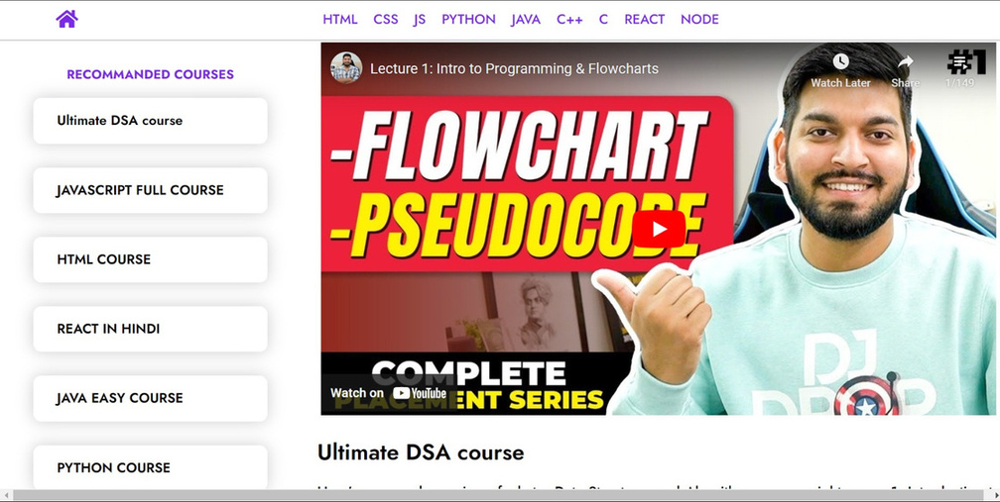 HTML CSS JS PYTHON JAVA C++ C REACT NODE
RECOMMANDED COURSES
Ultimate DSA course
JAVASCRIPT FULL COURSE
HTML COURSE
REACT IN HINDI
JAVA EASY COURSE
PYTHON COURSE
Lecture 1: Intro to Programming & Flowcharts
Watch Later
Share
1/149
#1
-FLOWCHART
-PSEUDOCODE
COMPLETE
PLACEMENT SERIES
Watch on YouTube
DJ
DROP
Ultimate DSA course